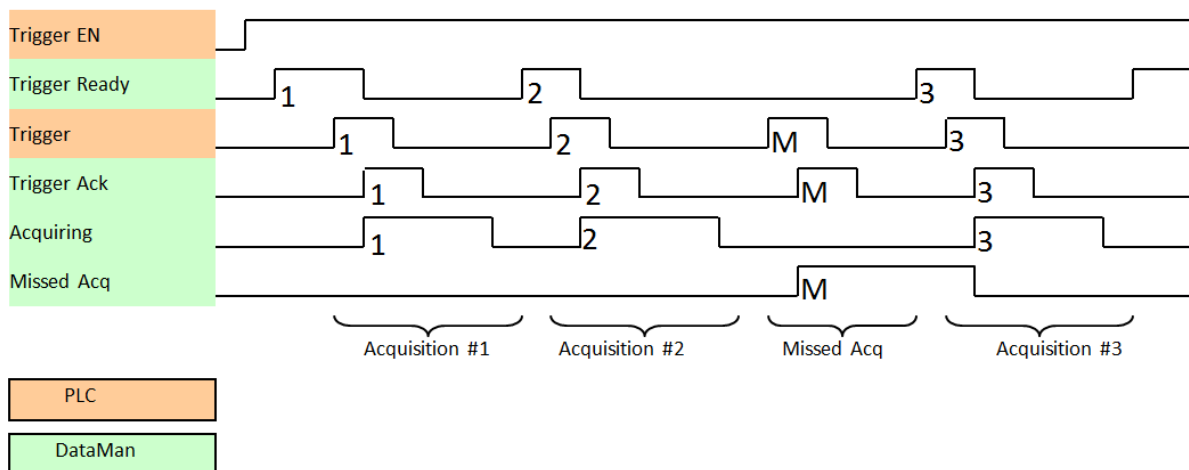 Trigger EN
Trigger Ready
1 2 3
Trigger
1 2 M 3
Trigger Ack
1 2 M 3
Acquiring
1 2 3
Missed Acq
M
Acquisition #1 Acquisition #2 Missed Acq Acquisition #3
PLC
DataMan